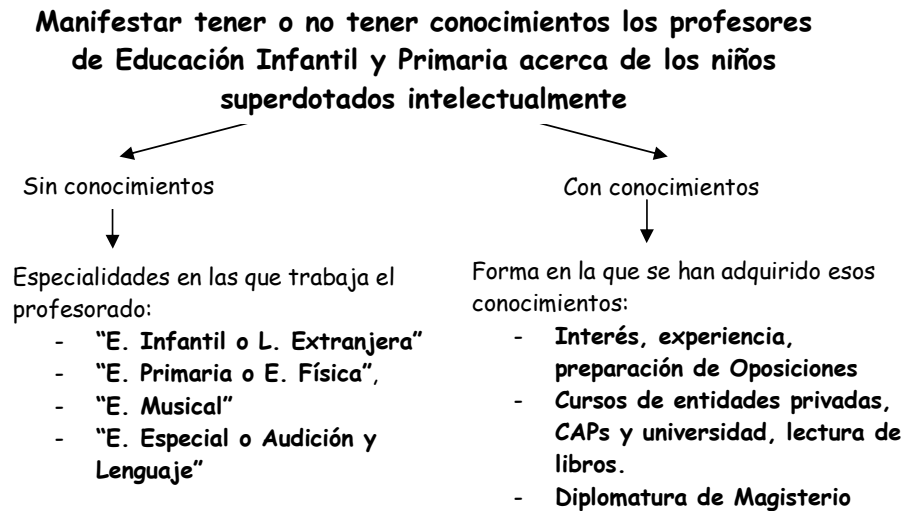 Manifestar tener o no tener conocimientos los profesores
de Educación Infantil y Primaria acerca de los niños
superdotados intelectualmente
Sin conocimientos
Especialidades en las que trabaja el
profesorado:
- “E. Infantil o L. Extranjera”
- “E. Primaria o E. Física”,
- “E. Musical”
- “E. Especial o Audición y
Lenguaje”
Con conocimientos
Forma en la que se han adquirido esos
conocimientos:
- Interés, experiencia,
preparación de Oposiciones
- Cursos de entidades privadas,
CAPs y universidad, lectura de
libros.
- Diplomatura de Magisterio